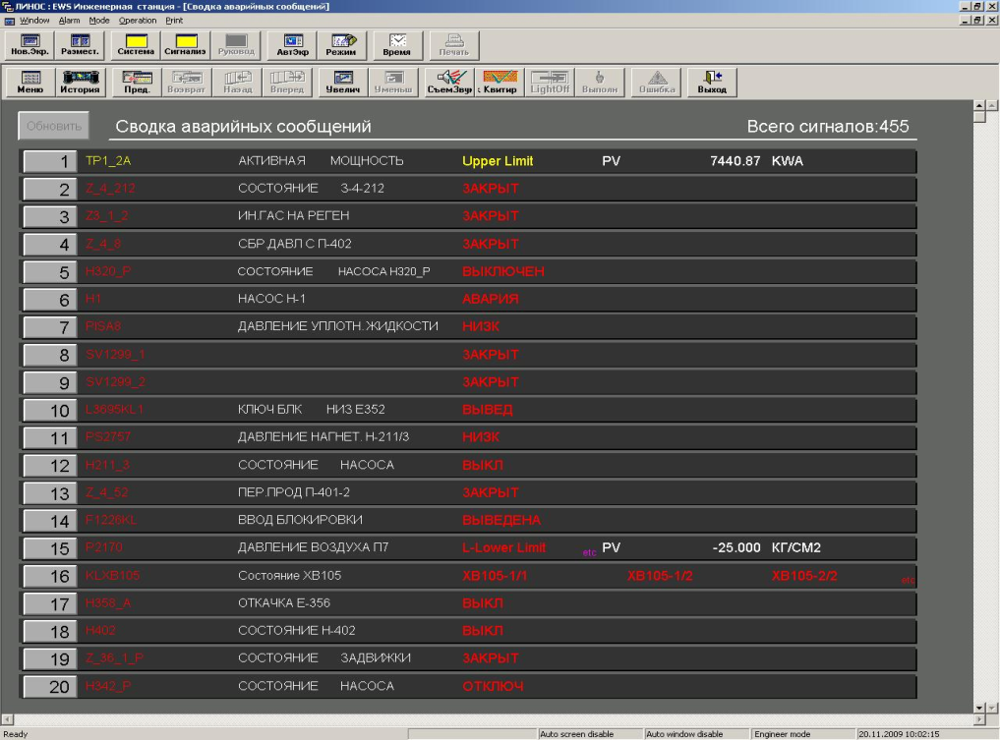 ЛИНОС : EWS Инженерная станция - [Сводка аварийных сообщений]
Window Alarm Mode Operation Print
Нов.Экр. Размест. Система Сигнализ Руковод АвтЭкр Режим Время Печать
Меню История Пред. Возврат Назад Вперед Увелич Уменьш СъемЗвук Квитир LightOff Выполн Ошибка Выход
Обновить Сводка аварийных сообщений Всего сигналов:455
1 TP1_2A АКТИВНАЯ МОЩНОСТЬ Upper Limit PV 7440.87 KWA
2 Z_4_212 СОСТОЯНИЕ 3-4-212 ЗАКРЫТ
3 Z3_1_2 ИН.ГАС НА РЕГЕН ЗАКРЫТ
4 Z_4_8 СБР ДАВЛ С П-402 ЗАКРЫТ
5 H320_P СОСТОЯНИЕ НАСОСА H320_P ВЫКЛЮЧЕН
6 H1 НАСОС Н-1 АВАРИЯ
7 PISA8 ДАВЛЕНИЕ УПЛОТН.ЖИДКОСТИ НИЗК
8 SV1299_1 ЗАКРЫТ
9 SV1299_2 ЗАКРЫТ
10 L3695KL1 КЛЮЧ БЛК НИЗ Е352 ВЫВЕД
11 PS2757 ДАВЛЕНИЕ НАГНЕТ. Н-211/3 НИЗК
12 H211_3 СОСТОЯНИЕ НАСОСА ВЫКЛ
13 Z_4_52 ПЕР.ПРОД П-401-2 ЗАКРЫТ
14 F1226KL ВВОД БЛОКИРОВКИ ВЫВЕДЕНА
15 P2170 ДАВЛЕНИЕ ВОЗДУХА П7 L-Lower Limit etc PV -25.000 КГ/СМ2
16 KLXB105 Состояние ХВ105 ХВ105-1/1 ХВ105-1/2 ХВ105-2/2 etc
17 H358_A ОТКАЧКА Е-356 ВЫКЛ
18 H402 СОСТОЯНИЕ Н-402 ВЫКЛ
19 Z_36_1_P СОСТОЯНИЕ ЗАДВИЖКИ ЗАКРЫТ
20 H342_P СОСТОЯНИЕ НАСОСА ОТКЛЮЧ
Ready Auto screen disable Auto window disable Engineer mode 20.11.2009 10:02:15